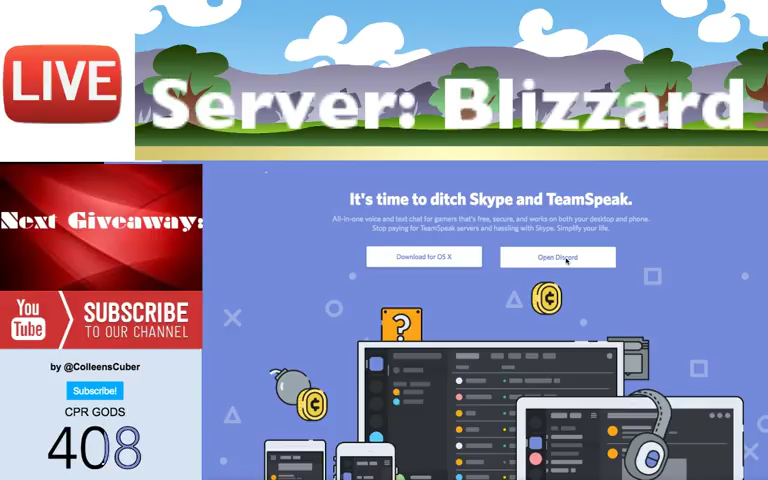 LIVE
Server: Blizzard
Next Giveaway:
You
Tube
SUBSCRIBE
TO OUR CHANNEL
by @ColleensCuber
Subscribe!
CPR GODS
408
It's time to ditch Skype and TeamSpeak.
All-in-one voice and text chat for gamers that's free, secure, and works on both your desktop and phone.
Stop paying for TeamSpeak servers and hassling with Skype. Simplify your life.
Download for OS X
Open Discord
?